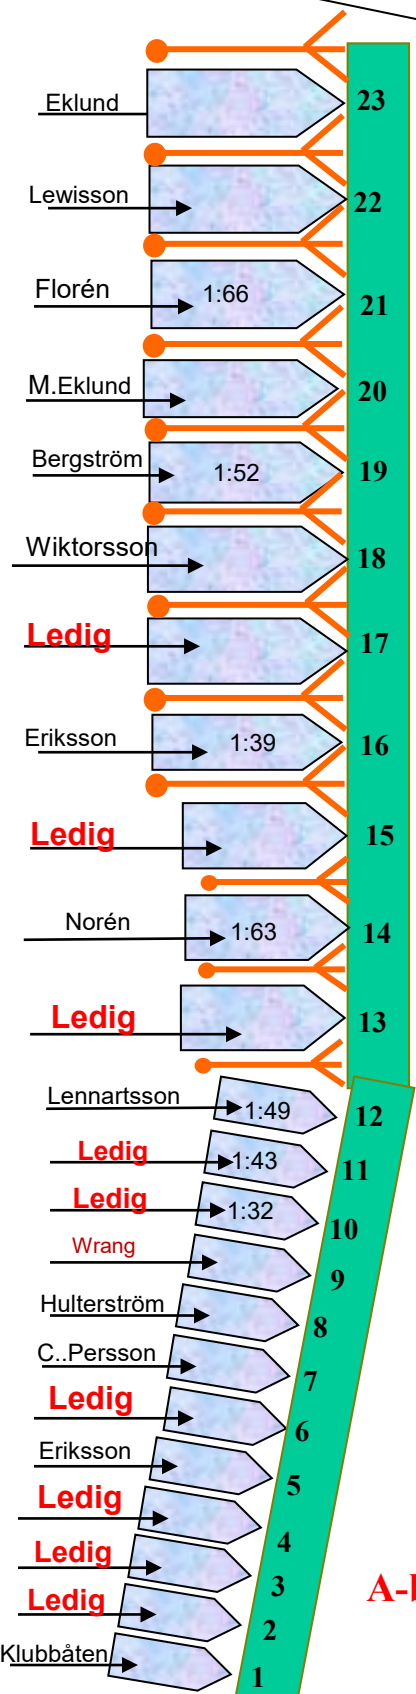 Eklund 23
Lewisson 22
Florén 1:66 21
M.Eklund 20
Bergström 1:52 19
Wiktorsson 18
Ledig 17
Eriksson 1:39 16
Ledig 15
Norén 1:63 14
Ledig 13
Lennartsson 1:49 12
Ledig 1:43 11
Ledig 1:32 10
Wrang 9
Hulterström 8
C..Persson 7
Ledig 6
Eriksson 5
Ledig 4
Ledig 3
A-
Ledig 2
Klubbåten 1